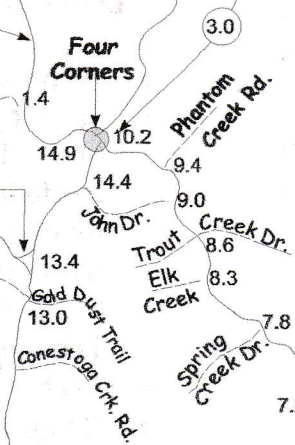 3.0
Four
Corners
1.4
10.2
Phantom
Creek Rd.
14.9
9.4
14.4
9.0
John Dr.
Trout Creek Dr.
8.6
13.4
Elk
Creek
8.3
Gold Dust Trail
13.0
7.8
Spring
Creek Dr.
Conestoga Crk. Rd.
7.